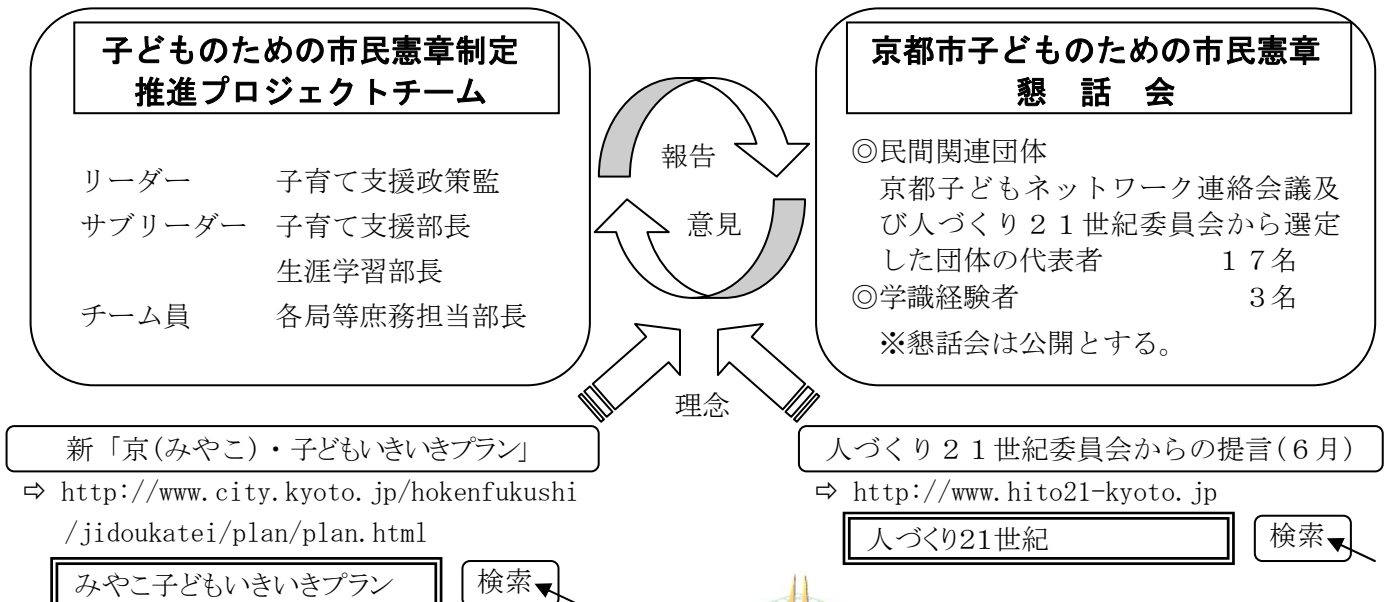 子どものための市民憲章制定
推進プロジェクトチーム
リーダー 子育て支援政策監
サブリーダー 子育て支援部長
生涯学習部長
チーム員 各局等庶務担当部長
報告
意見
理念
京都市子どものための市民憲章
懇 話 会
◎民間関連団体
京都子どもネットワーク連絡会議及
び人づくり２１世紀委員会から選定
した団体の代表者 １７名
◎学識経験者 ３名
※懇話会は公開とする。
新「京(みやこ)・子どもいきいきプラン」
⇨ http://www.city.kyoto.jp/hokenfukushi
/jidoukatei/plan/plan.html
みやこ子どもいきいきプラン 検索
人づくり２１世紀委員会からの提言(６月)
⇨ http://www.hito21-kyoto.jp
人づくり21世紀 検索